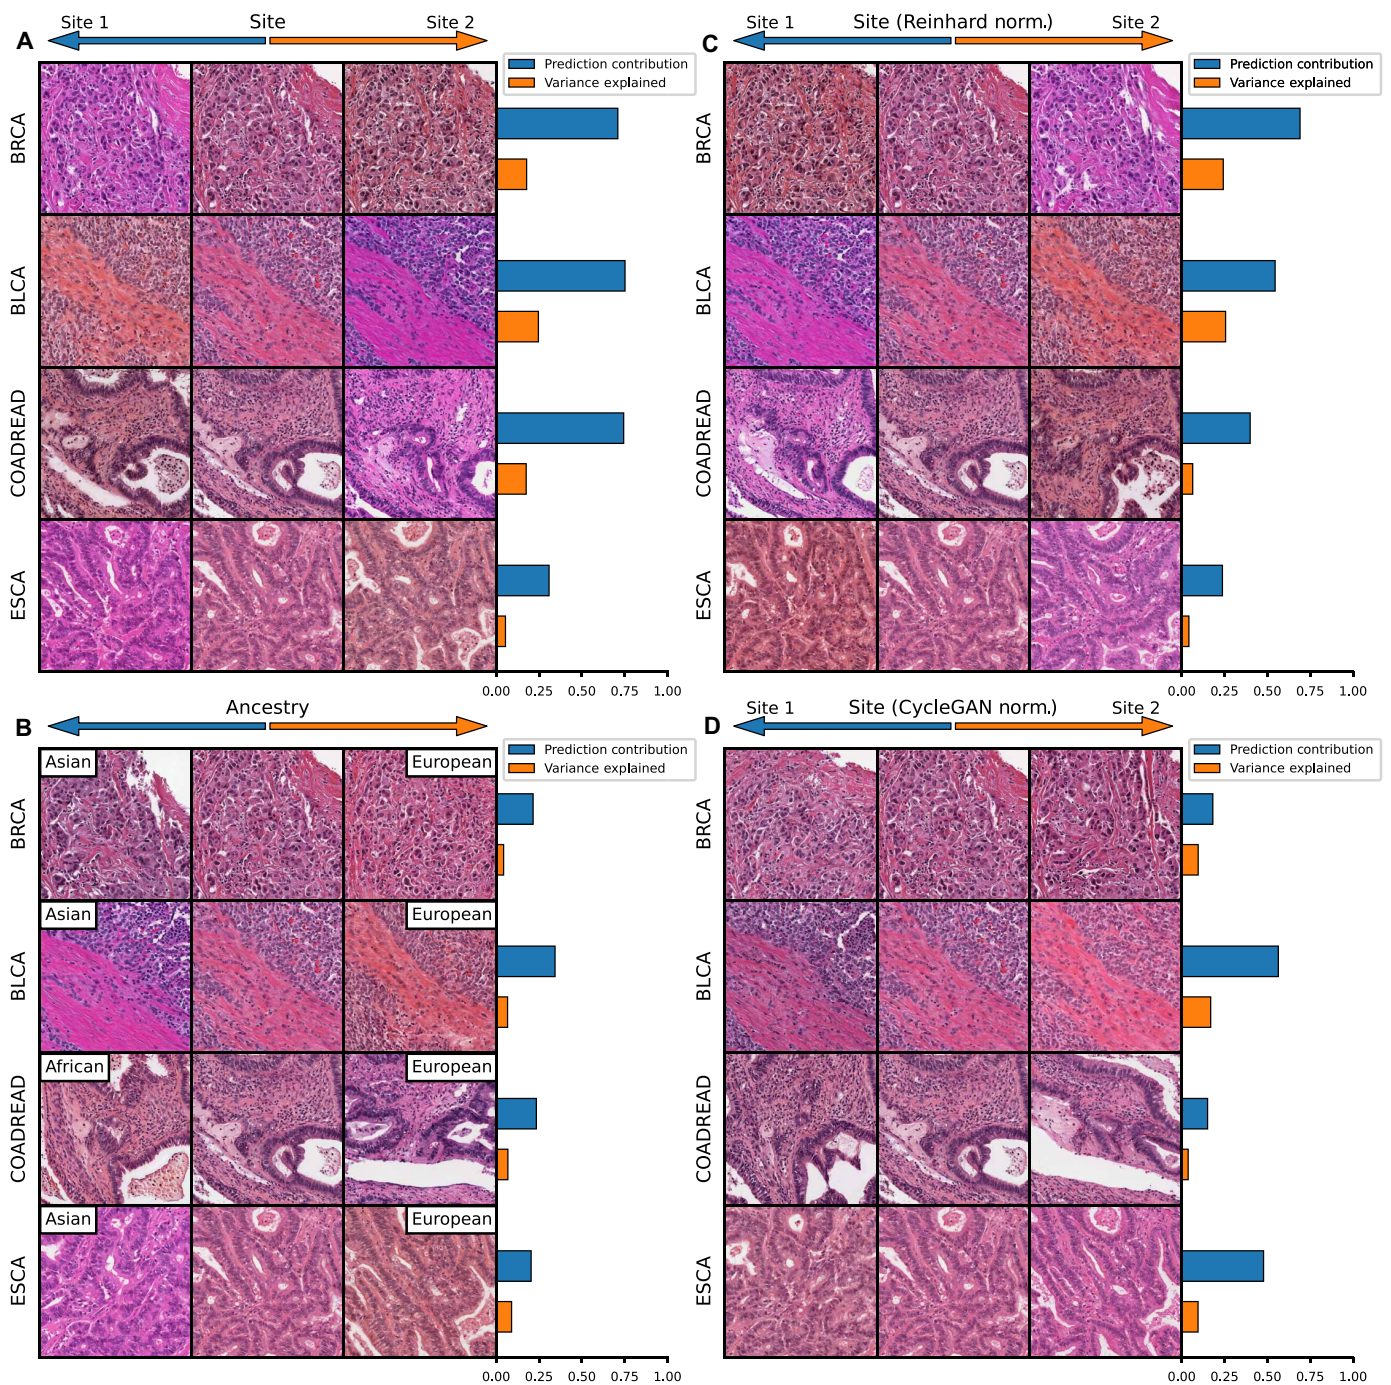 A
Site 1
Site
Site 2
Prediction contribution
Variance explained
BRCA
BLCA
COADREAD
ESCA
0.00 0.25 0.50 0.75 1.00
C
Site 1
Site (Reinhard norm.)
Site 2
Prediction contribution
Variance explained
BRCA
BLCA
COADREAD
ESCA
0.00 0.25 0.50 0.75 1.00
B
Ancestry
Prediction contribution
Variance explained
BRCA
Asian
European
BLCA
Asian
European
COADREAD
African
European
ESCA
Asian
European
0.00 0.25 0.50 0.75 1.00
D
Site 1
Site (CycleGAN norm.)
Site 2
Prediction contribution
Variance explained
BRCA
BLCA
COADREAD
ESCA
0.00 0.25 0.50 0.75 1.00